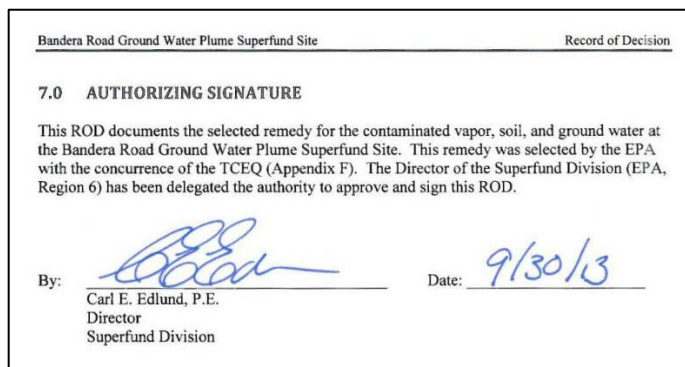 Bandera Road Ground Water Plume Superfund Site Record of Decision
7.0 AUTHORIZING SIGNATURE
This ROD documents the selected remedy for the contaminated vapor, soil, and ground water at
the Bandera Road Ground Water Plume Superfund Site. This remedy was selected by the EPA
with the concurrence of the TCEQ (Appendix F). The Director of the Superfund Division (EPA,
Region 6) has been delegated the authority to approve and sign this ROD.
By: Date: 9/30/13
Carl E. Edlund, P.E.
Director
Superfund Division